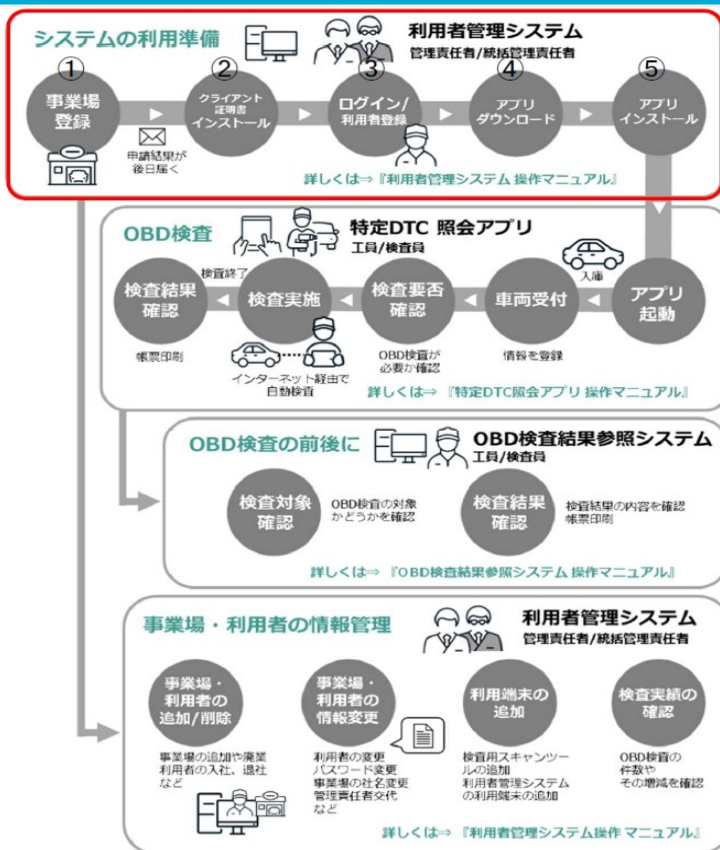 システムの利用準備
利用者管理システム
管理責任者/統括管理責任者
①
事業場
登録
②
クライアント
証明書
インストール
③
ログイン/
利用者登録
④
アプリ
ダウンロード
⑤
アプリ
インストール
申請結果が
後日届く
詳しくは⇒『利用者管理システム 操作マニュアル』
OBD検査
特定DTC 照会アプリ
工員/検査員
入庫
検査終了
検査結果
確認
検査実施
検査要否
確認
車両受付
アプリ
起動
帳票印刷
インターネット経由で
自動検査
OBD検査が
必要か確認
情報を登録
詳しくは⇒ 『特定DTC照会アプリ 操作マニュアル』
OBD検査の前後に
OBD検査結果参照システム
工員/検査員
検査対象
確認
OBD検査の対象
かどうかを確認
検査結果
確認
検査結果の内容を確認
帳票印刷
詳しくは⇒ 『OBD検査結果参照システム 操作マニュアル』
事業場・利用者の情報管理
利用者管理システム
管理責任者/統括管理責任者
事業場・
利用者の
追加/削除
事業場・
利用者の
情報変更
利用端末の
追加
検査実績の
確認
事業場の追加や廃業
利用者の入社、退社
など
利用者の変更
パスワード変更
事業場の社名変更
管理責任者交代
など
検査用スキャンツー
ルの追加
利用者管理システム
の利用端末の追加
OBD検査の
件数や
その増減を確認
詳しくは⇒ 『利用者管理システム操作 マニュアル』